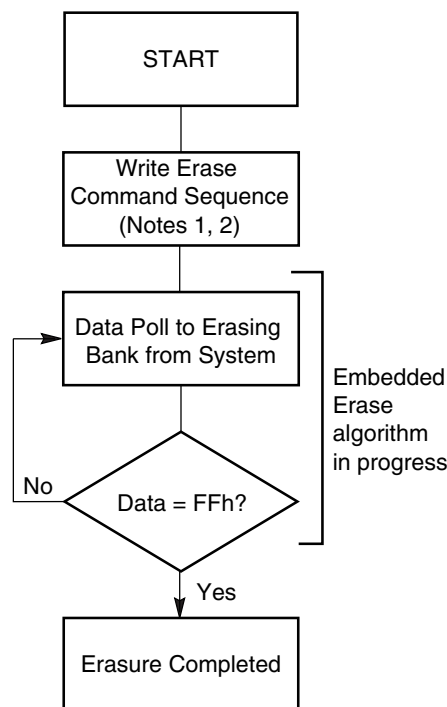 START
Write Erase
Command Sequence
(Notes 1, 2)
Data Poll to Erasing
Bank from System
Embedded
Erase
algorithm
in progress
No
Data = FFh?
Yes
Erasure Completed